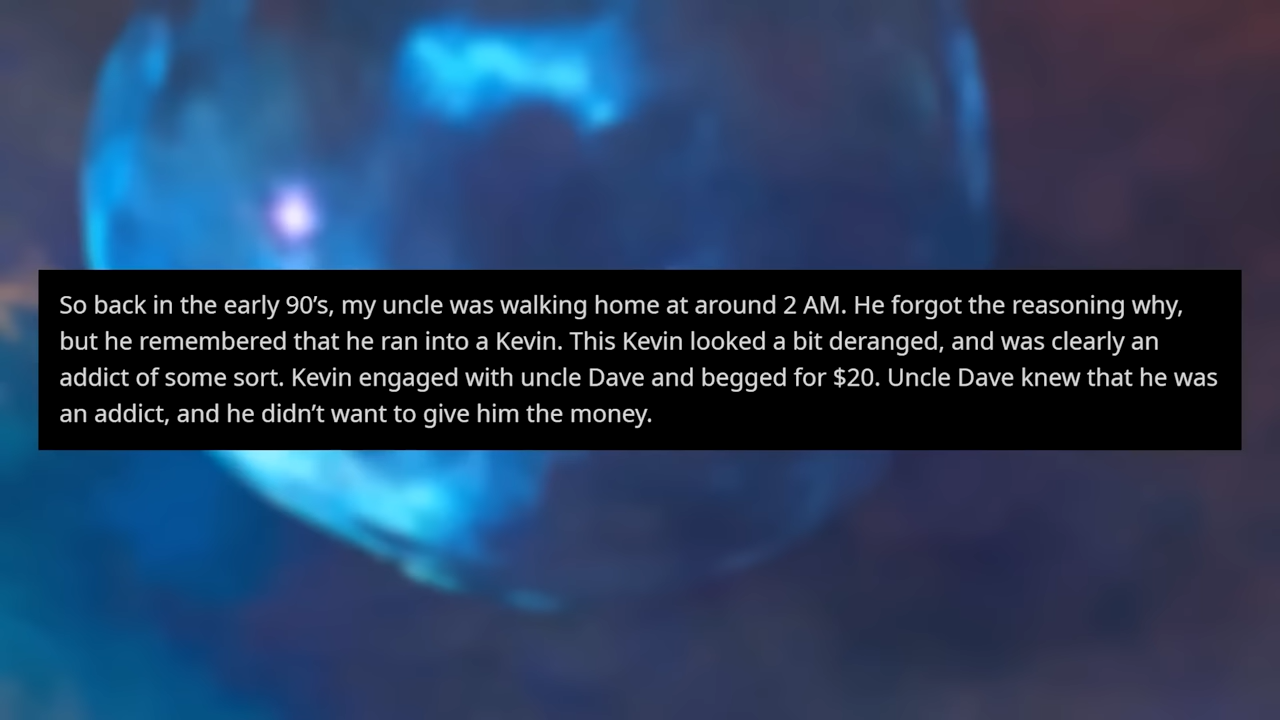 So back in the early 90’s, my uncle was walking home at around 2 AM. He forgot the reasoning why,
but he remembered that he ran into a Kevin. This Kevin looked a bit deranged, and was clearly an
addict of some sort. Kevin engaged with uncle Dave and begged for $20. Uncle Dave knew that he was
an addict, and he didn’t want to give him the money.